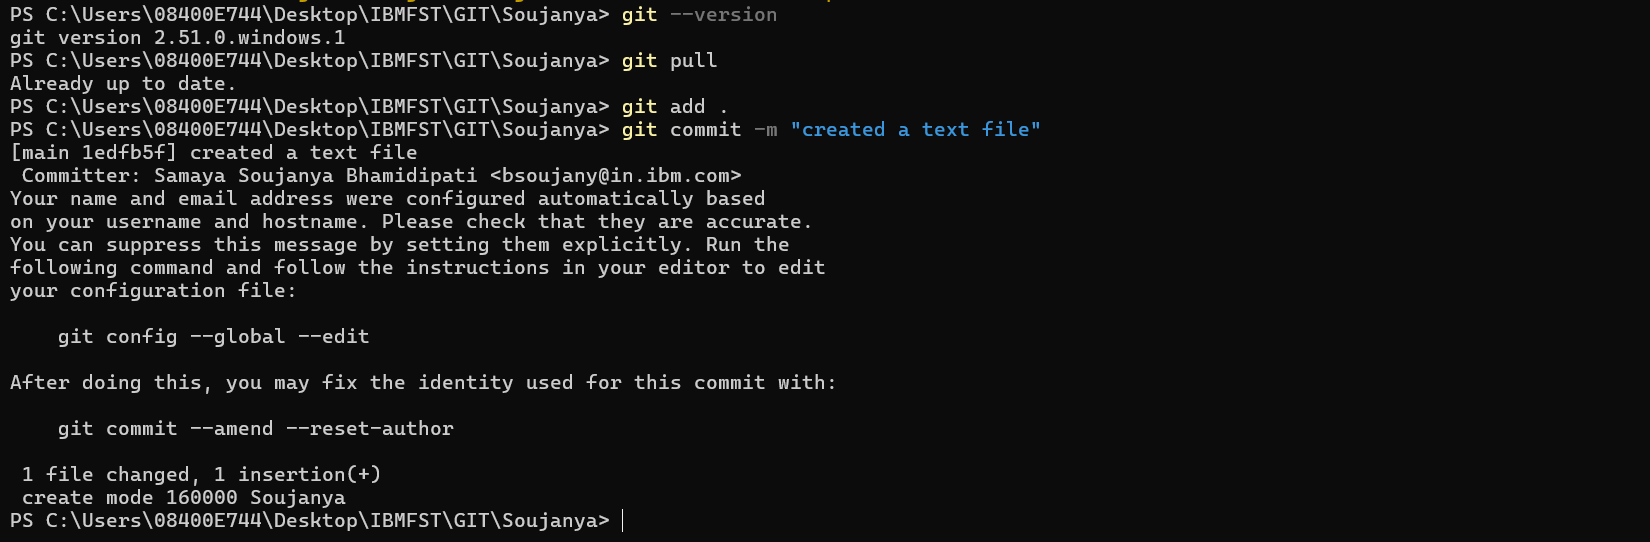 PS C:\Users\08400E744\Desktop\IBMFST\GIT\Soujanya> git --version
git version 2.51.0.windows.1
PS C:\Users\08400E744\Desktop\IBMFST\GIT\Soujanya> git pull
Already up to date.
PS C:\Users\08400E744\Desktop\IBMFST\GIT\Soujanya> git add .
PS C:\Users\08400E744\Desktop\IBMFST\GIT\Soujanya> git commit -m "created a text file"
[main 1edfb5f] created a text file
 Committer: Samaya Soujanya Bhamidipati <bsoujany@in.ibm.com>
Your name and email address were configured automatically based
on your username and hostname. Please check that they are accurate.
You can suppress this message by setting them explicitly. Run the
following command and follow the instructions in your editor to edit
your configuration file:

    git config --global --edit

After doing this, you may fix the identity used for this commit with:

    git commit --amend --reset-author

 1 file changed, 1 insertion(+)
 create mode 160000 Soujanya
PS C:\Users\08400E744\Desktop\IBMFST\GIT\Soujanya>